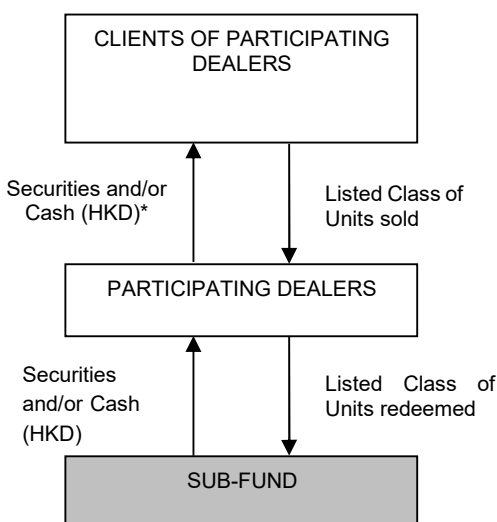 CLIENTS OF PARTICIPATING
DEALERS
Securities and/or
Cash (HKD)*
Listed Class of
Units sold
PARTICIPATING DEALERS
Securities
and/or Cash
(HKD)
Listed Class of
Units redeemed
SUB-FUND